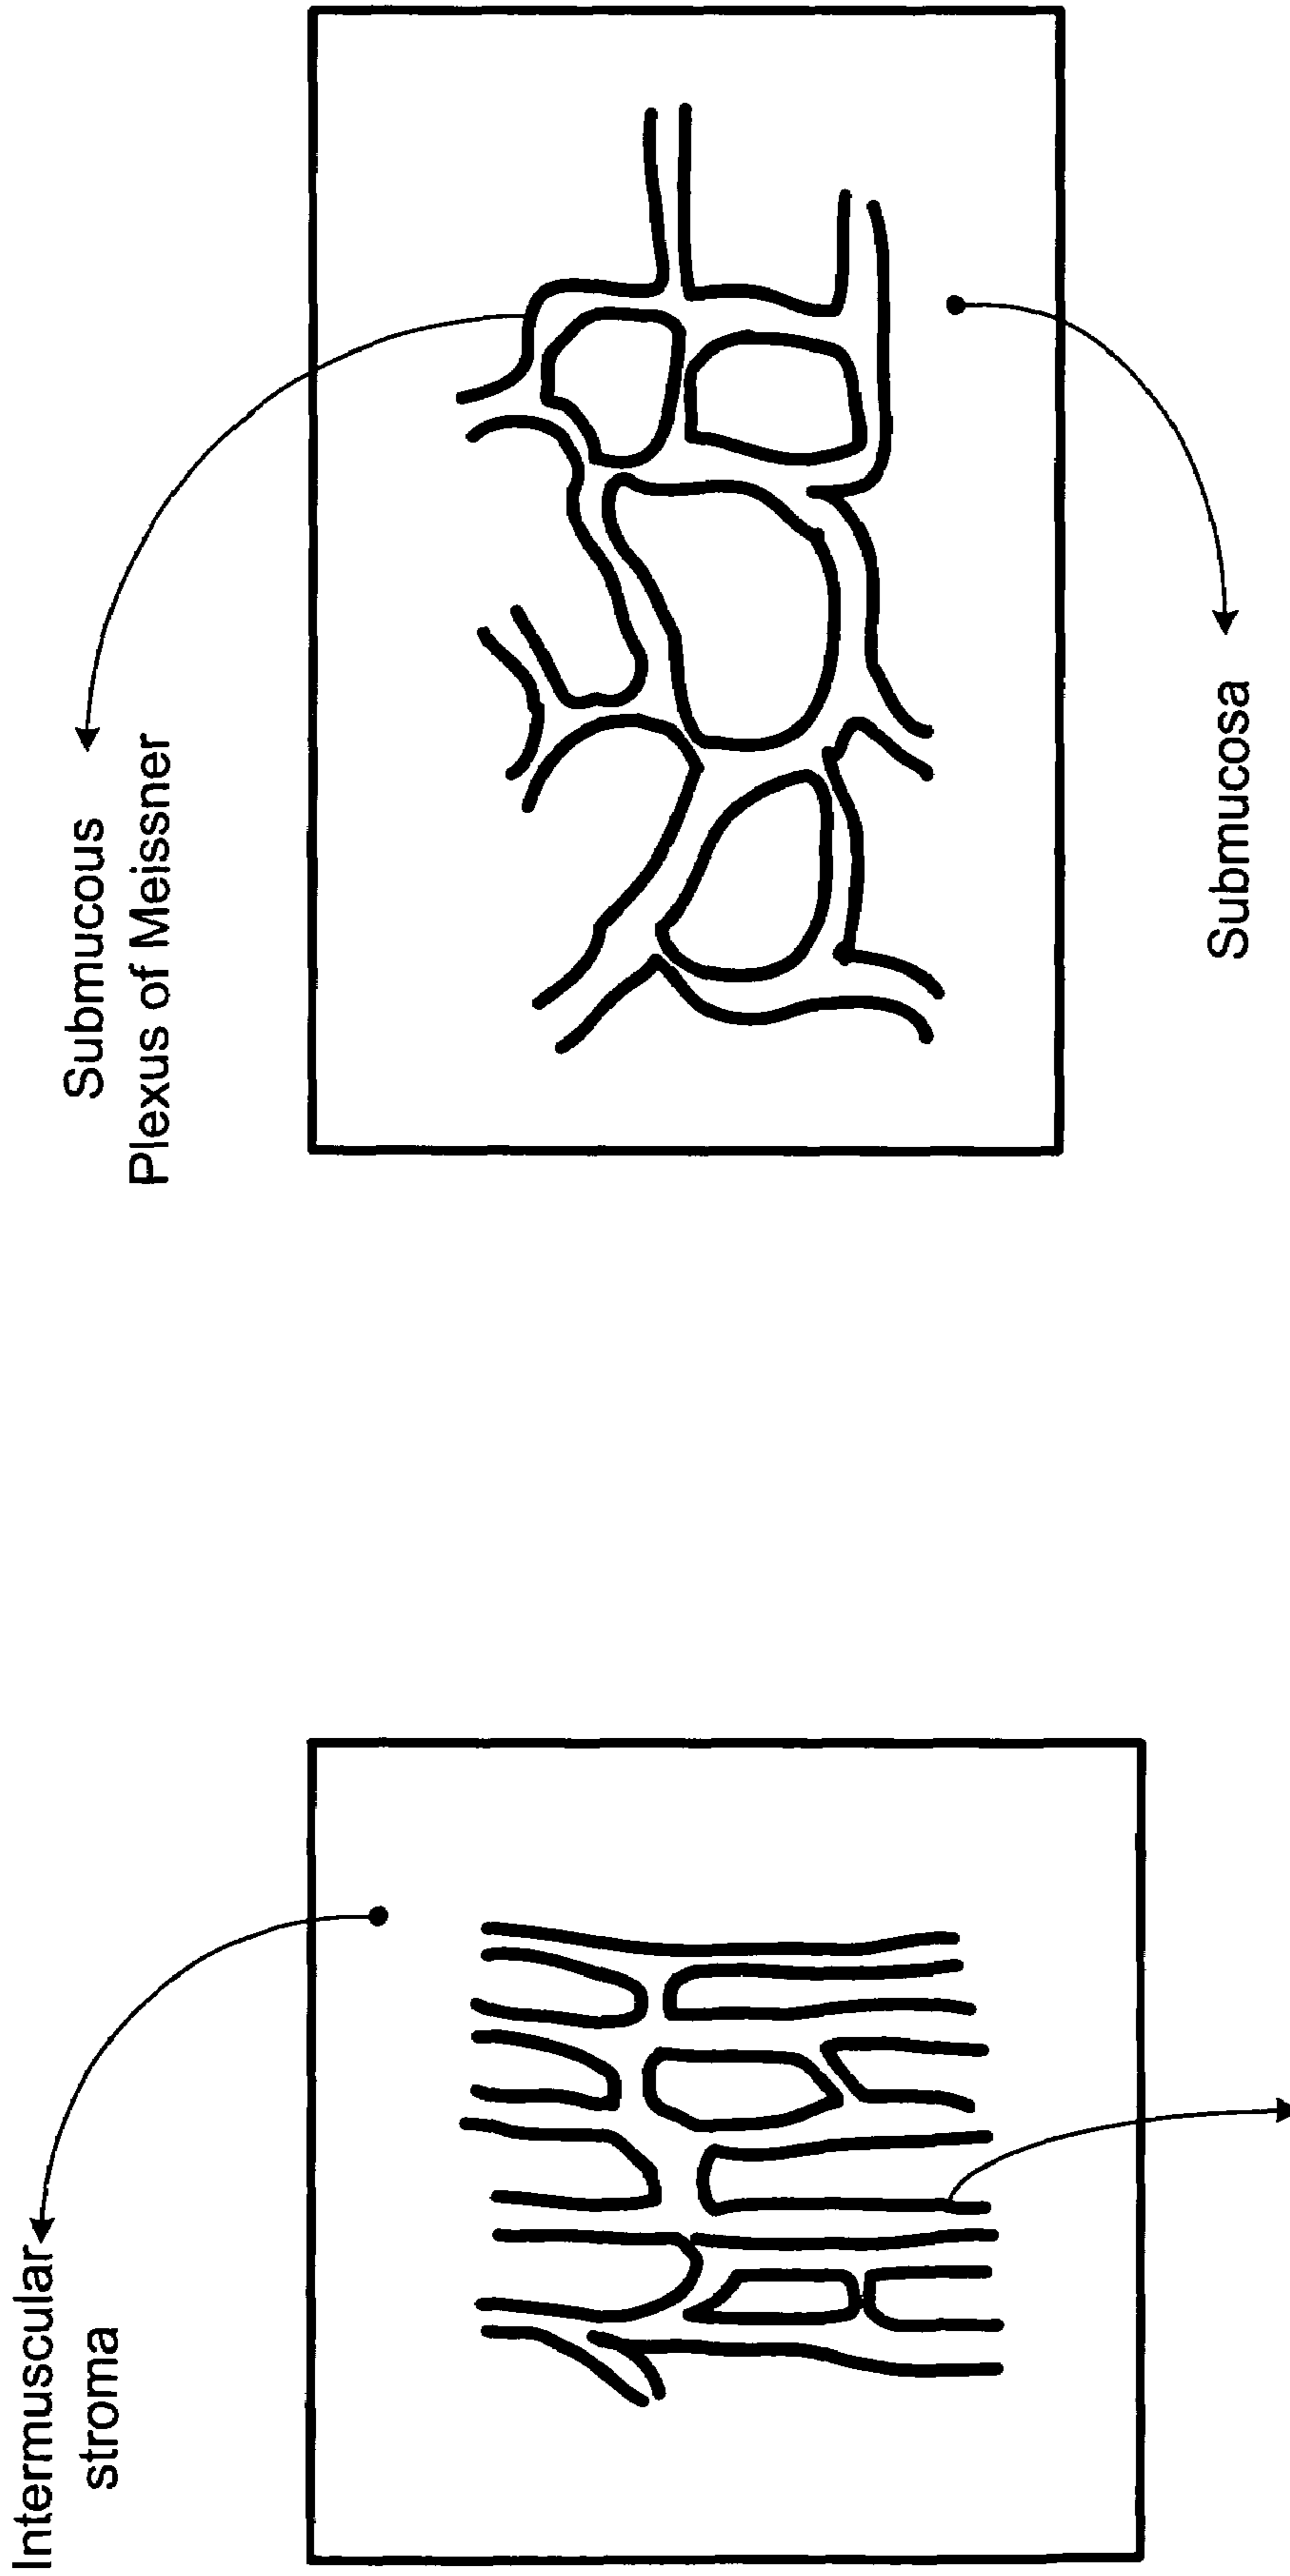 Intermuscular
stroma
Submucous
Plexus of Meissner
Submucosa